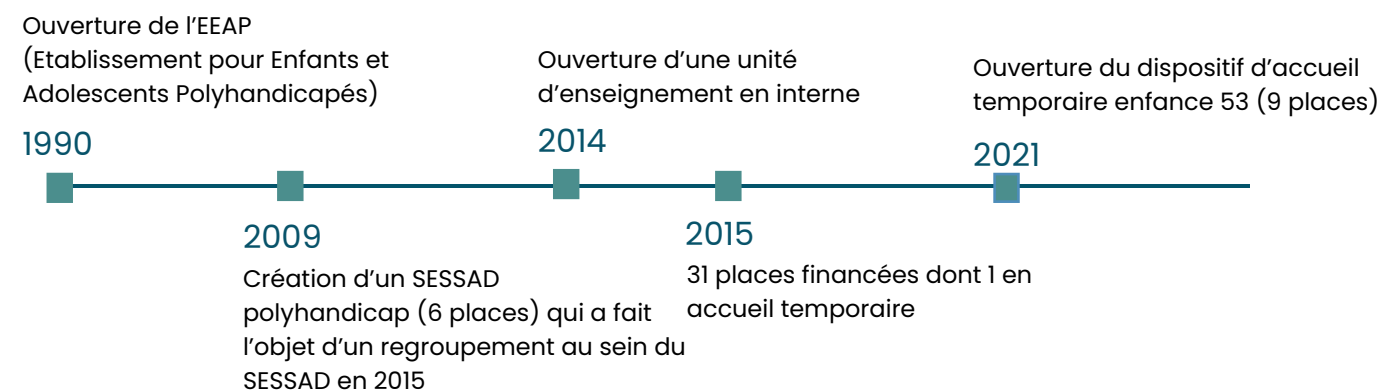 Ouverture de l’EEAP
(Etablissement pour Enfants et
Adolescents Polyhandicapés)
1990
2009
Création d’un SESSAD
polyhandicap (6 places) qui a fait
l’objet d’un regroupement au sein du
SESSAD en 2015
Ouverture d’une unité
d’enseignement en interne
2014
2015
31 places financées dont 1 en
accueil temporaire
Ouverture du dispositif d’accueil
temporaire enfance 53 (9 places)
2021